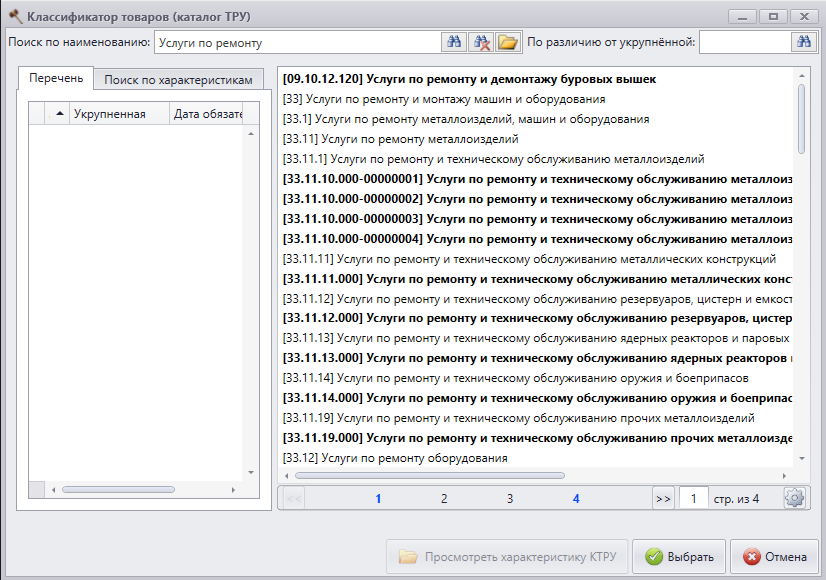 Классификатор товаров (каталог ТРУ)
Поиск по наименованию: Услуги по ремонту По различию от укрупнённой:
Перечень Поиск по характеристикам
Укрупненная Дата обязате
[09.10.12.120] Услуги по ремонту и демонтажу буровых вышек
[33] Услуги по ремонту и монтажу машин и оборудования
[33.1] Услуги по ремонту металлоизделий, машин и оборудования
[33.11] Услуги по ремонту металлоизделий
[33.11.1] Услуги по ремонту и техническому обслуживанию металлоизделий
[33.11.10.000-00000001] Услуги по ремонту и техническому обслуживанию металлоиз
[33.11.10.000-00000002] Услуги по ремонту и техническому обслуживанию металлоиз
[33.11.10.000-00000003] Услуги по ремонту и техническому обслуживанию металлоиз
[33.11.10.000-00000004] Услуги по ремонту и техническому обслуживанию металлоиз
[33.11.11] Услуги по ремонту и техническому обслуживанию металлических конструкций
[33.11.11.000] Услуги по ремонту и техническому обслуживанию металлических конс
[33.11.12] Услуги по ремонту и техническому обслуживанию резервуаров, цистерн и емкост
[33.11.12.000] Услуги по ремонту и техническому обслуживанию резервуаров, цистер
[33.11.13] Услуги по ремонту и техническому обслуживанию ядерных реакторов и паровых
[33.11.13.000] Услуги по ремонту и техническому обслуживанию ядерных реакторов
[33.11.14] Услуги по ремонту и техническому обслуживанию оружия и боеприпасов
[33.11.14.000] Услуги по ремонту и техническому обслуживанию оружия и боеприпас
[33.11.19] Услуги по ремонту и техническому обслуживанию прочих металлоизделий
[33.11.19.000] Услуги по ремонту и техническому обслуживанию прочих металлоизде
[33.12] Услуги по ремонту оборудования
<< 1 2 3 4 >> 1 стр. из 4
Просмотреть характеристику КТРУ Выбрать Отмена